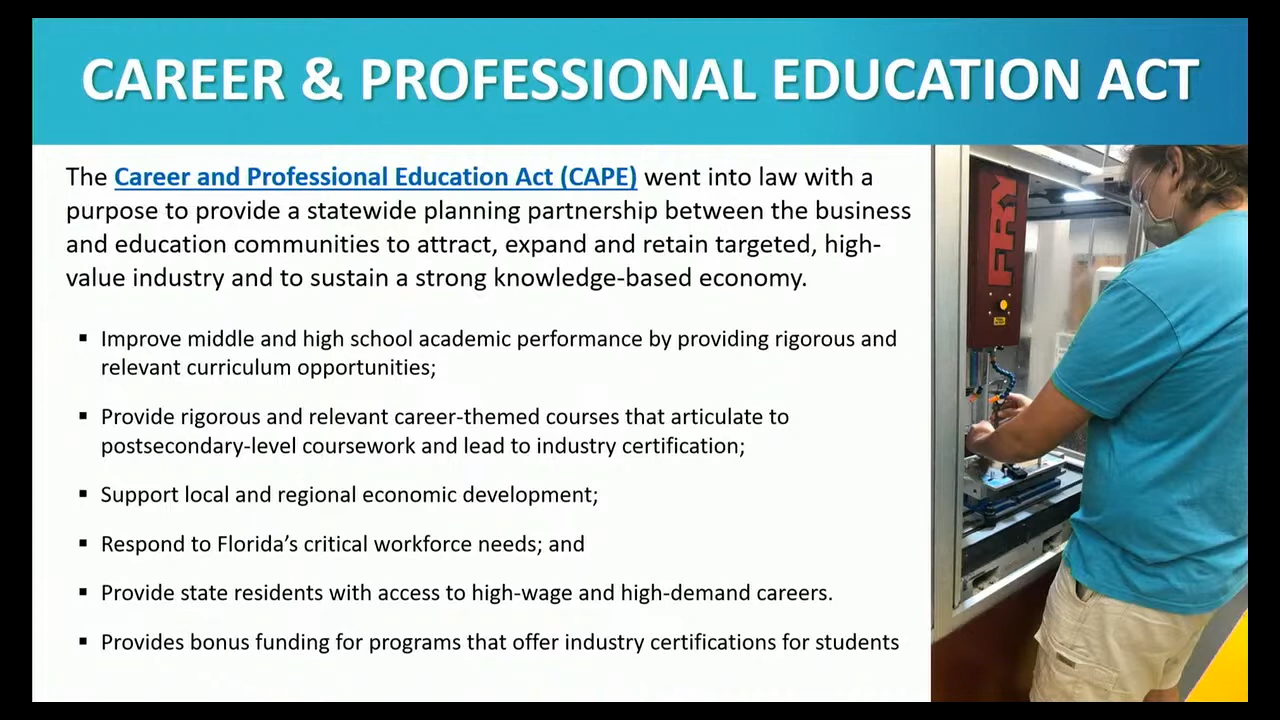 CAREER & PROFESSIONAL EDUCATION ACT
The Career and Professional Education Act (CAPE) went into law with a
purpose to provide a statewide planning partnership between the business
and education communities to attract, expand and retain targeted, high-
value industry and to sustain a strong knowledge-based economy.
▪ Improve middle and high school academic performance by providing rigorous and
relevant curriculum opportunities;
▪ Provide rigorous and relevant career-themed courses that articulate to
postsecondary-level coursework and lead to industry certification;
▪ Support local and regional economic development;
▪ Respond to Florida’s critical workforce needs; and
▪ Provide state residents with access to high-wage and high-demand careers.
▪ Provides bonus funding for programs that offer industry certifications for students
FRY